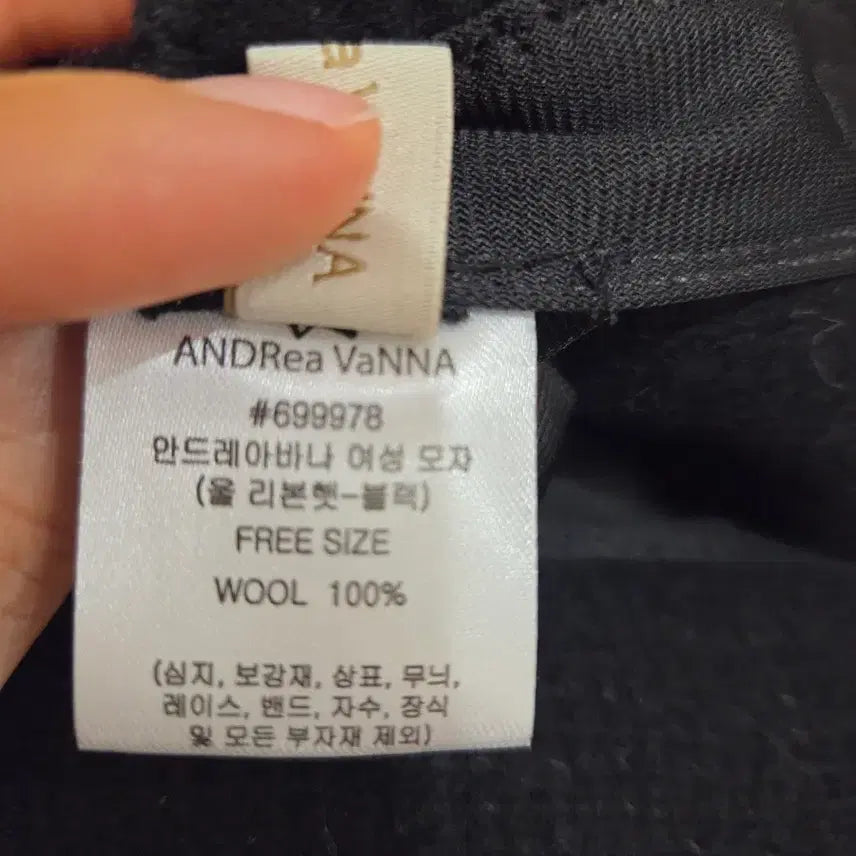 NA
ANDRea VaNNA
#699978
안드레아바나 여성 모자
(울 리본햇-블랙)
FREE SIZE
WOOL 100%
(심지, 보강재, 상표, 무늬,
레이스, 밴드, 자수, 장식
및 모든 부자재 제외)